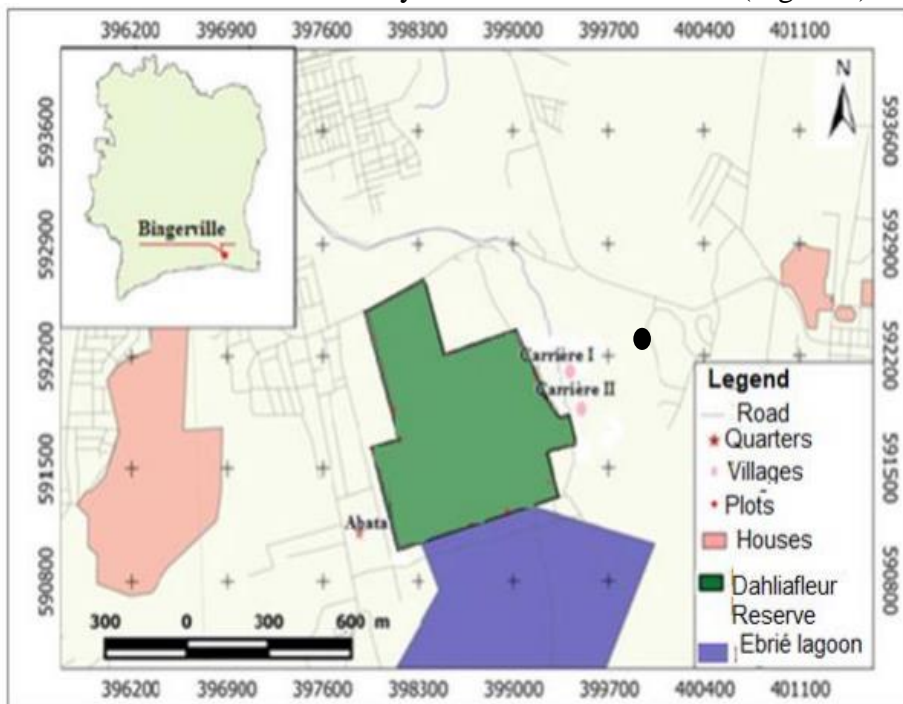 396200 396900 397600 398300 399000 399700 400400 401100
593600
592900
592200
591500
590800
593600
592900
592200
591500
590800
N
Bingerville
Carrière I
Carrière II
Abata
Legend
Road
Quarters
Villages
Plots
Houses
Dahliafleur
Reserve
Ebrié lagoon
300 0 300 600 m
396200 396900 397600 398300 399000 399700 400400 401100